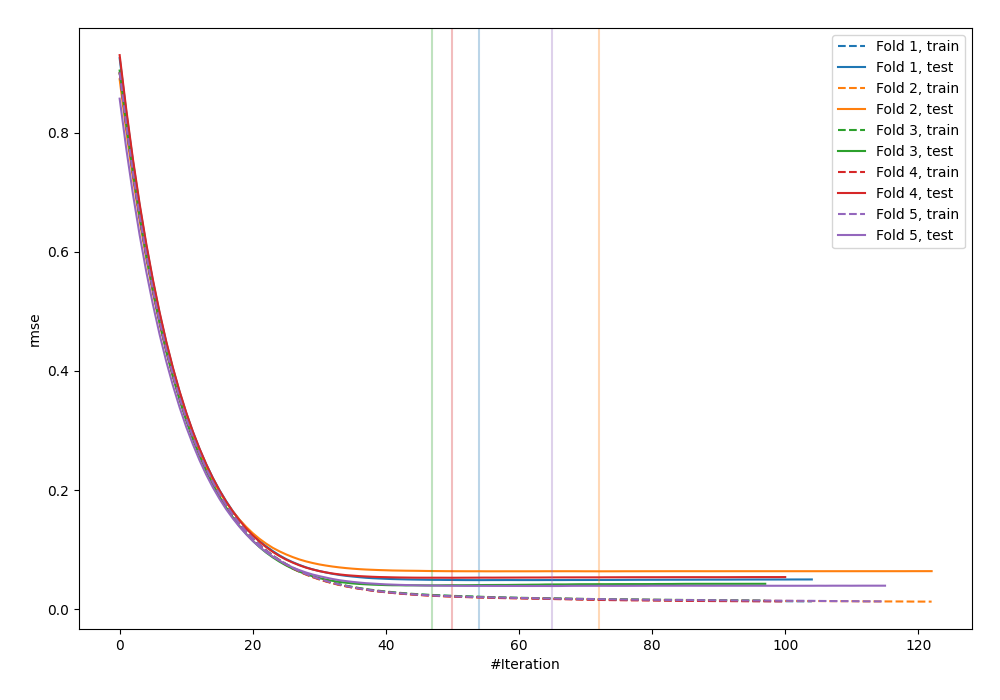 Fold 1, train
Fold 1, test
Fold 2, train
Fold 2, test
Fold 3, train
Fold 3, test
Fold 4, train
Fold 4, test
Fold 5, train
Fold 5, test
rmse
0.8
0.6
0.4
0.2
0.0
0 20 40 60 80 100 120
#Iteration